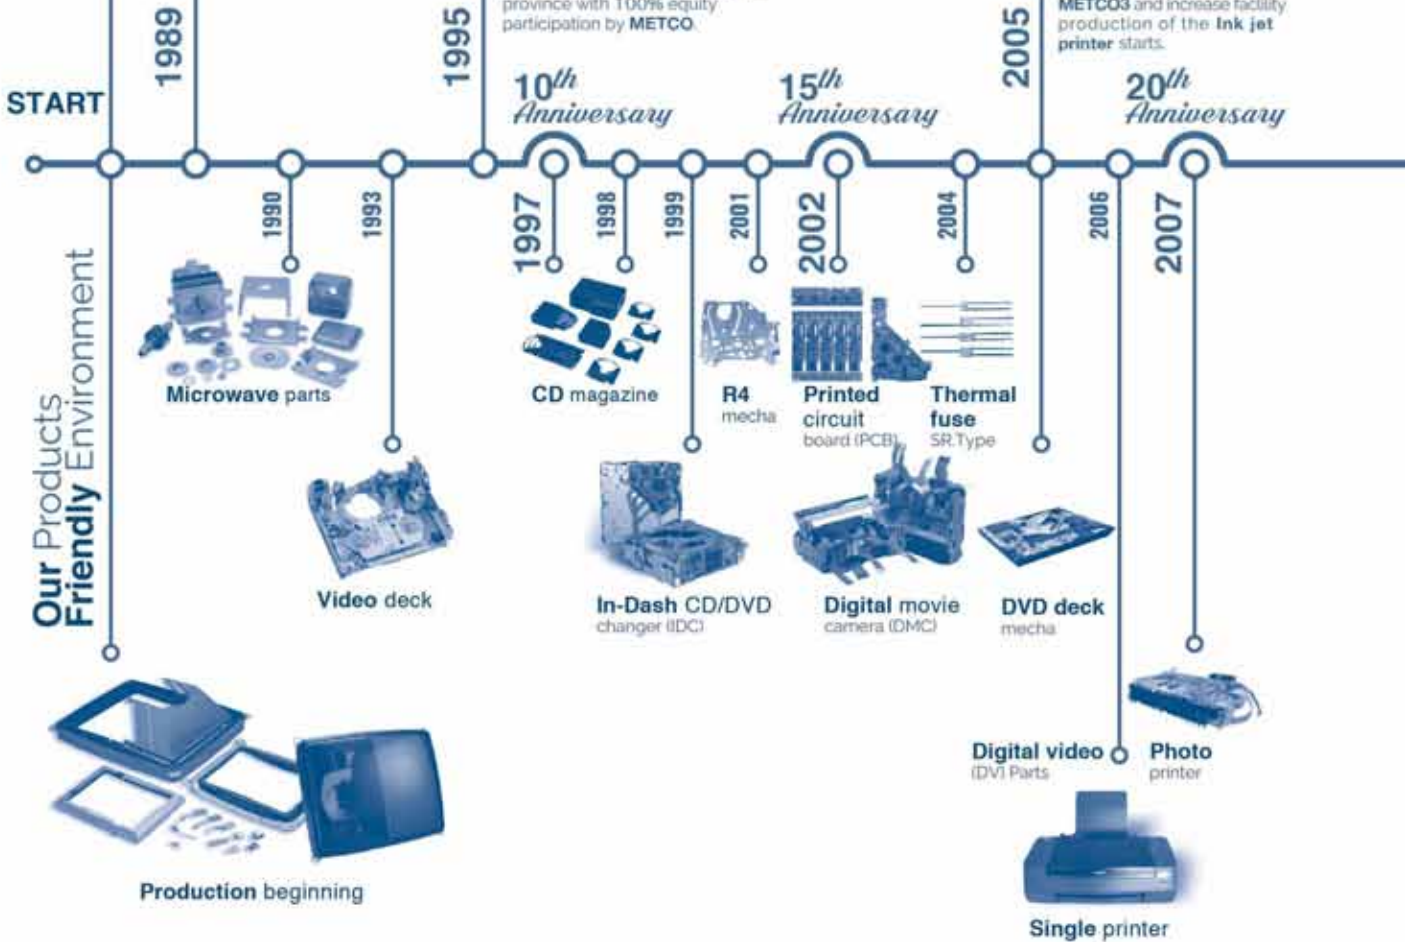 province with 100% equity
participation by METCO.
METCO3 and increase facility
production of the Ink jet
printer starts.
1989
1995
2005
START
10th
Anniversary
15th
Anniversary
20th
Anniversary
1990
1993
1997
1998
1999
2001
2002
2004
2006
2007
Our Products
Friendly Environment
Microwave parts
CD magazine
R4
mecha
Printed
circuit
board (PCB)
Thermal
fuse
SR.Type
Video deck
In-Dash CD/DVD
changer (IDC)
Digital movie
camera (DMC)
DVD deck
mecha
Digital video
(DV) Parts
Photo
printer
Production beginning
Single printer